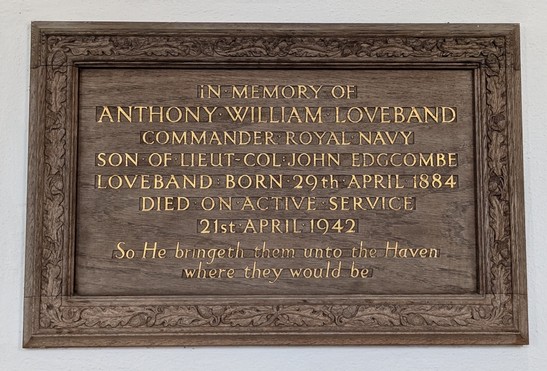 IN·MEMORY OF
ANTHONY·WILLIAM·LOVEBAND
COMMANDER·ROYAL·NAVY
SON·OF·LIEUT-COL·JOHN EDGCOMBE
LOVEBAND·BORN·29th·APRIL·1884
DIED·ON·ACTIVE·SERVICE
21st·APRIL·1942
So He bringeth them unto the Haven
where they would be